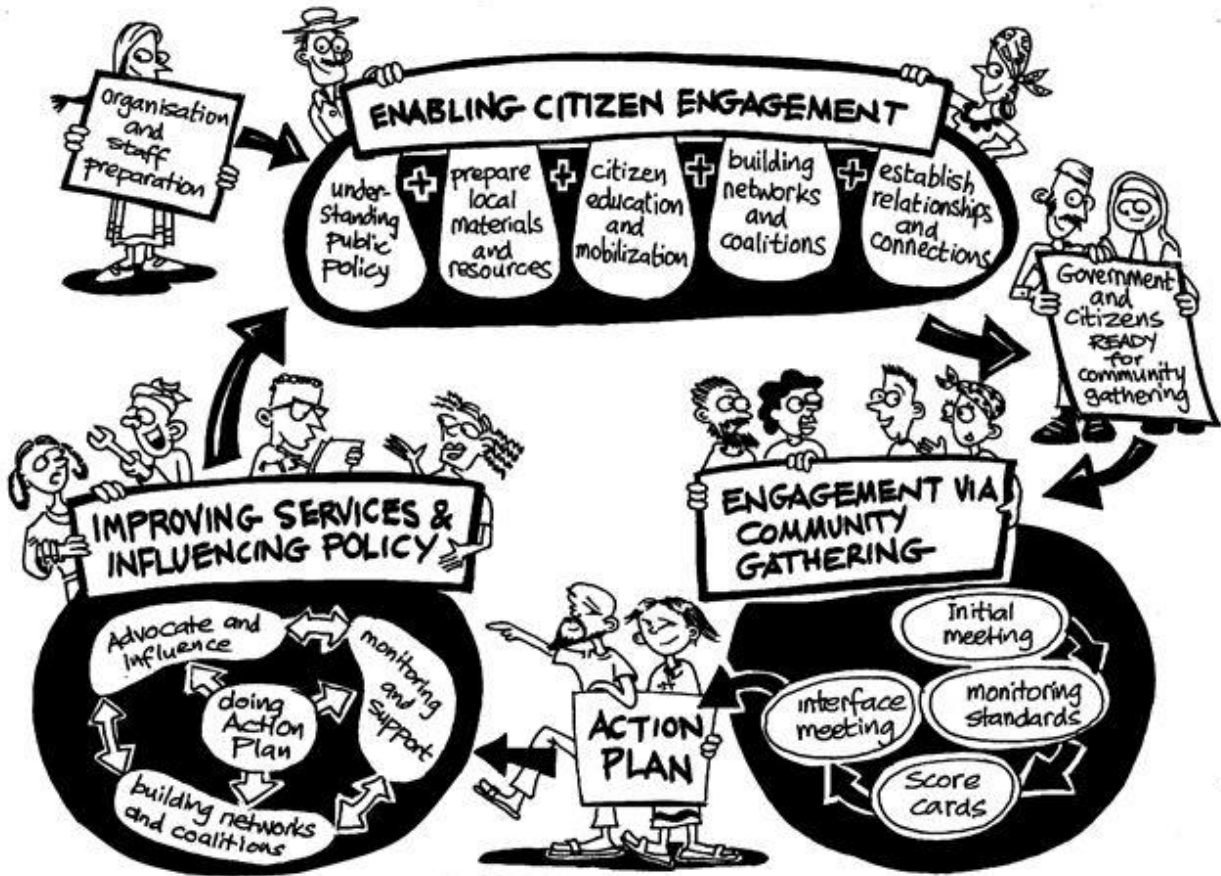 organisation
and
staff
preparation
ENABLING CITIZEN ENGAGEMENT
under-
standing
public
policy
+
prepare
local
materials
and
resources
+
citizen
education
and
mobilization
+
building
networks
and
coalitions
+
establish
relationships
and
connections
Government
and
citizens
READY
for
community
gathering
ENGAGEMENT VIA
COMMUNITY
GATHERING
Initial
meeting
monitoring
standards
Score
cards
interface
meeting
ACTION
PLAN
IMPROVING SERVICES &
INFLUENCING POLICY
Advocate and
influence
monitoring
and
support
doing
Action
Plan
building networks
and coalitions